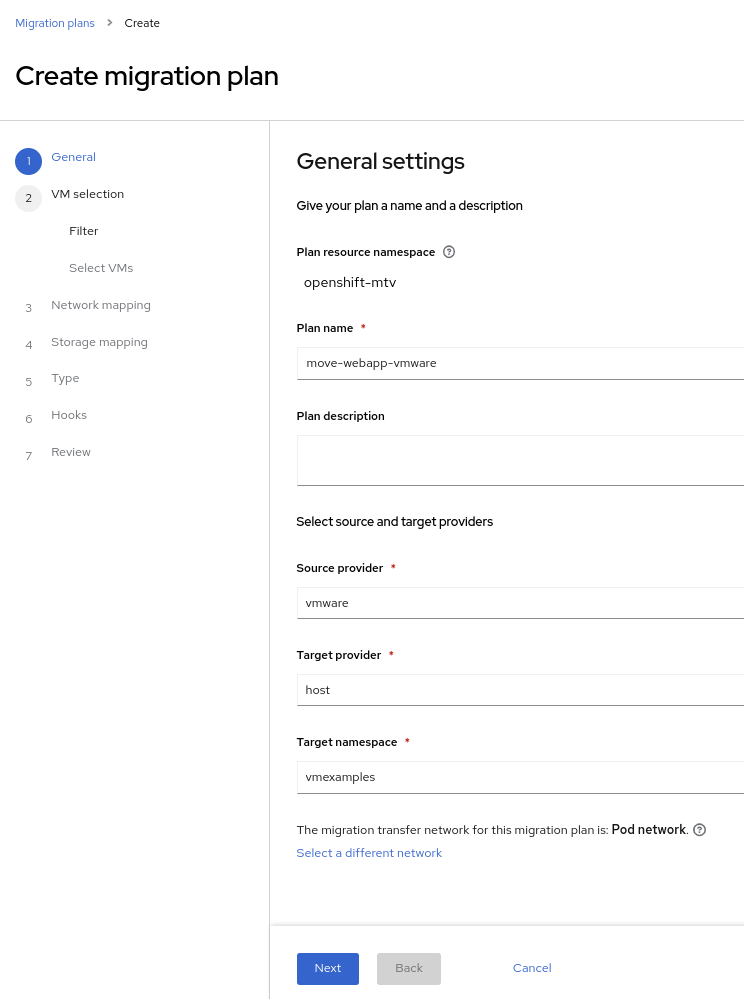 Migration plans > Create
Create migration plan
1 General
2 VM selection
Filter
Select VMs
3 Network mapping
4 Storage mapping
5 Type
6 Hooks
7 Review
General settings
Give your plan a name and a description
Plan resource namespace ?
openshift-mtv
Plan name *
move-webapp-vmware
Plan description
Select source and target providers
Source provider *
vmware
Target provider *
host
Target namespace *
vmexamples
The migration transfer network for this migration plan is: Pod network. ?
Select a different network
Next Back Cancel